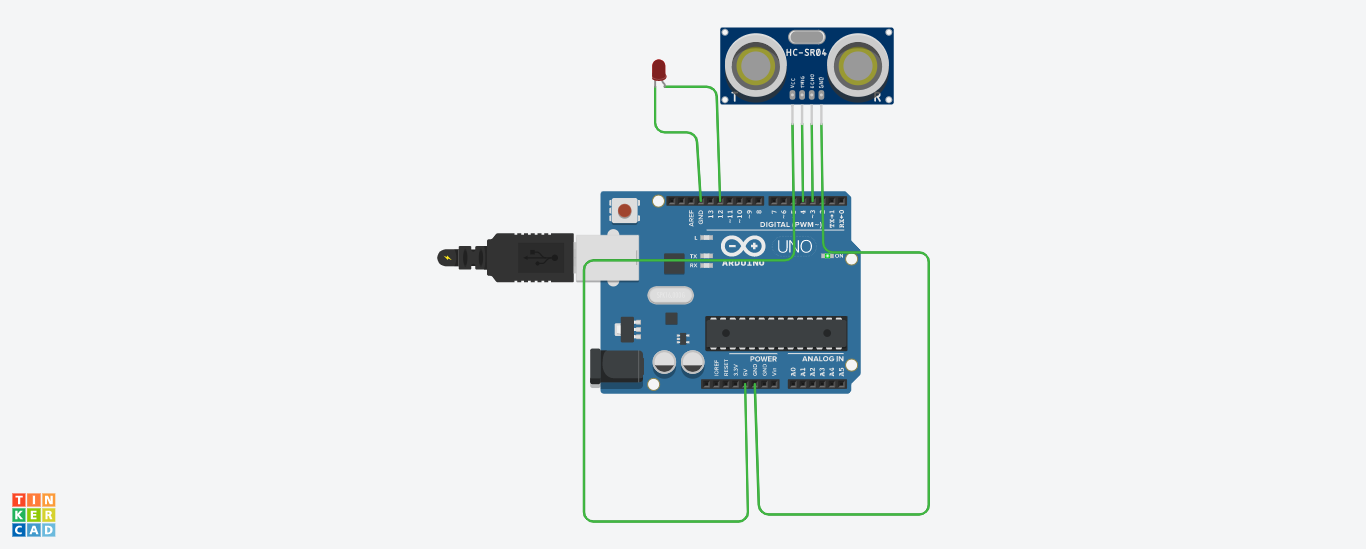 HC-SR04
VCC
TRIG
ECHO
GND
T
R
AREF
GND
13
12
~11
~10
~9
8
7
~6
4
~3
TX→1
RX←0
DIGITAL (PWM~)
L
TX
RX
UNO
ARDUINO
ON
POWER
ANALOG IN
IOREF
RESET
3.3V
5V
GND
GND
Vin
A0
A1
A2
A3
A4
A5
TIN
KER
CAD